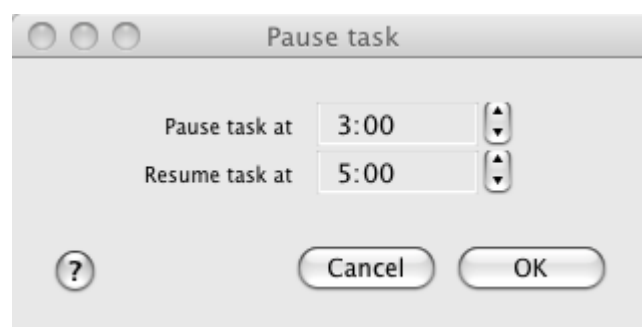 Pause task
Pause task at 3:00
Resume task at 5:00
? Cancel OK